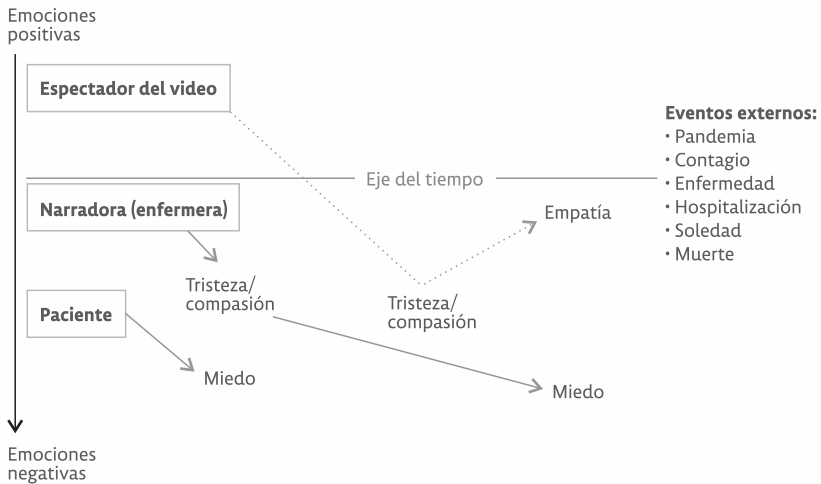 Emociones
positivas
Espectador del video
Eventos externos:
• Pandemia
• Contagio
• Enfermedad
• Hospitalización
• Soledad
• Muerte
Eje del tiempo
Narradora (enfermera)
Empatía
Tristeza/
compasión
Tristeza/
compasión
Paciente
Miedo
Miedo
Emociones
negativas